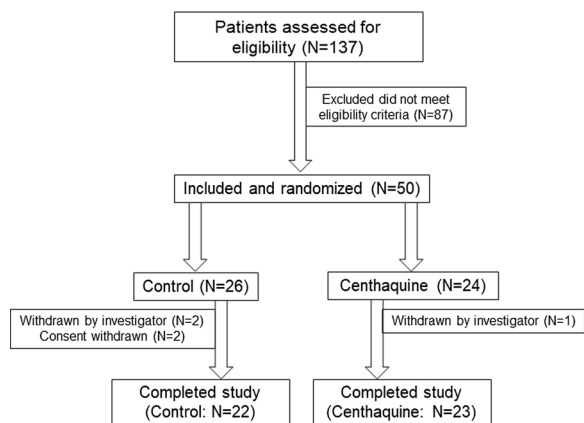 Patients assessed for
eligibility (N=137)
Excluded did not meet
eligibility criteria (N=87)
Included and randomized (N=50)
Control (N=26)
Centhaquine (N=24)
Withdrawn by investigator (N=2)
Consent withdrawn (N=2)
Withdrawn by investigator (N=1)
Completed study
(Control: N=22)
Completed study
(Centhaquine: N=23)